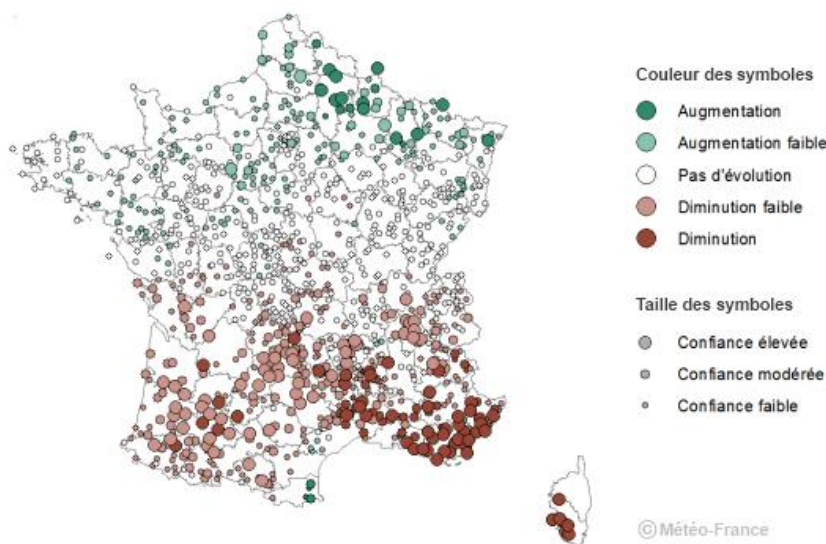 Couleur des symboles
Augmentation
Augmentation faible
Pas d'évolution
Diminution faible
Diminution
Taille des symboles
Confiance élevée
Confiance modérée
Confiance faible
© Météo-France